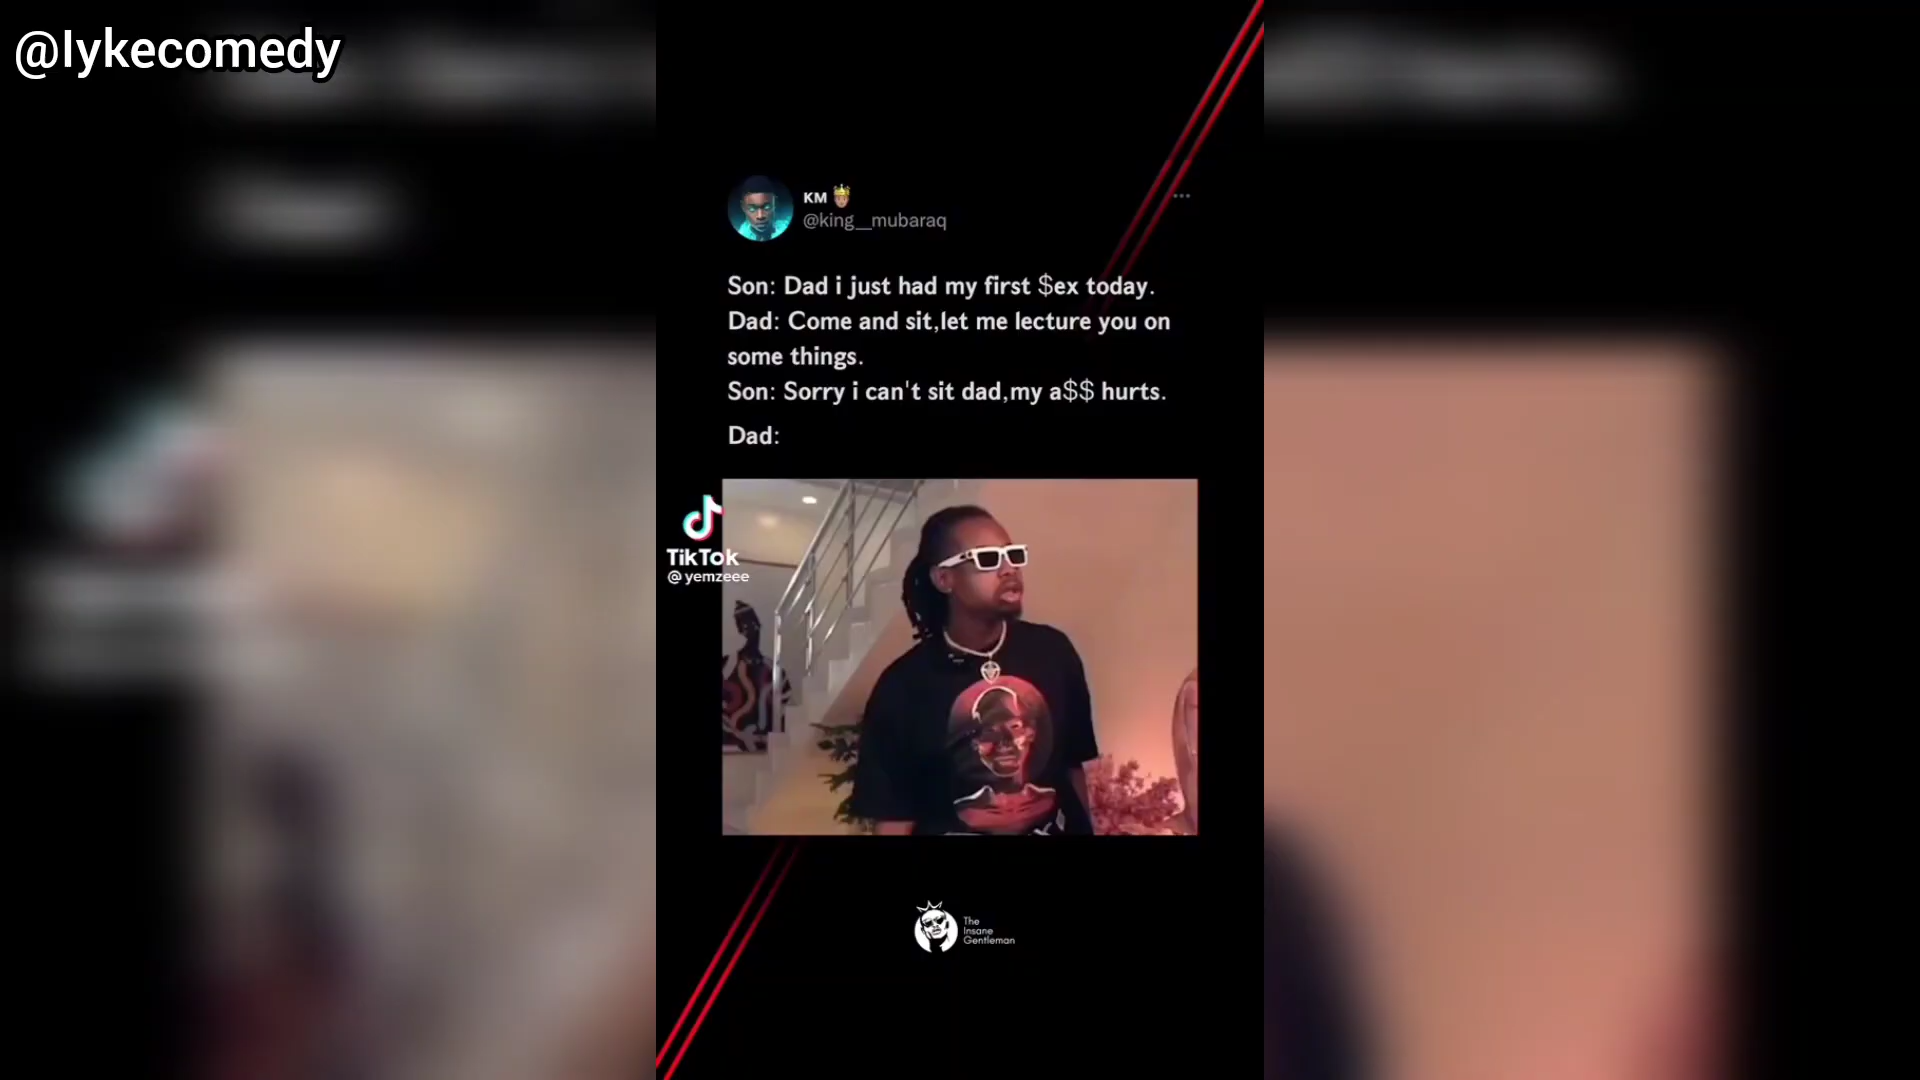 @Iykecomedy
KM
@king__mubaraq
Son: Dad i just had my first $ex today.
Dad: Come and sit,let me lecture you on
some things.
Son: Sorry i can't sit dad,my a$$ hurts.
Dad:
TikTok
@yemzeee
The
Insane
Gentleman